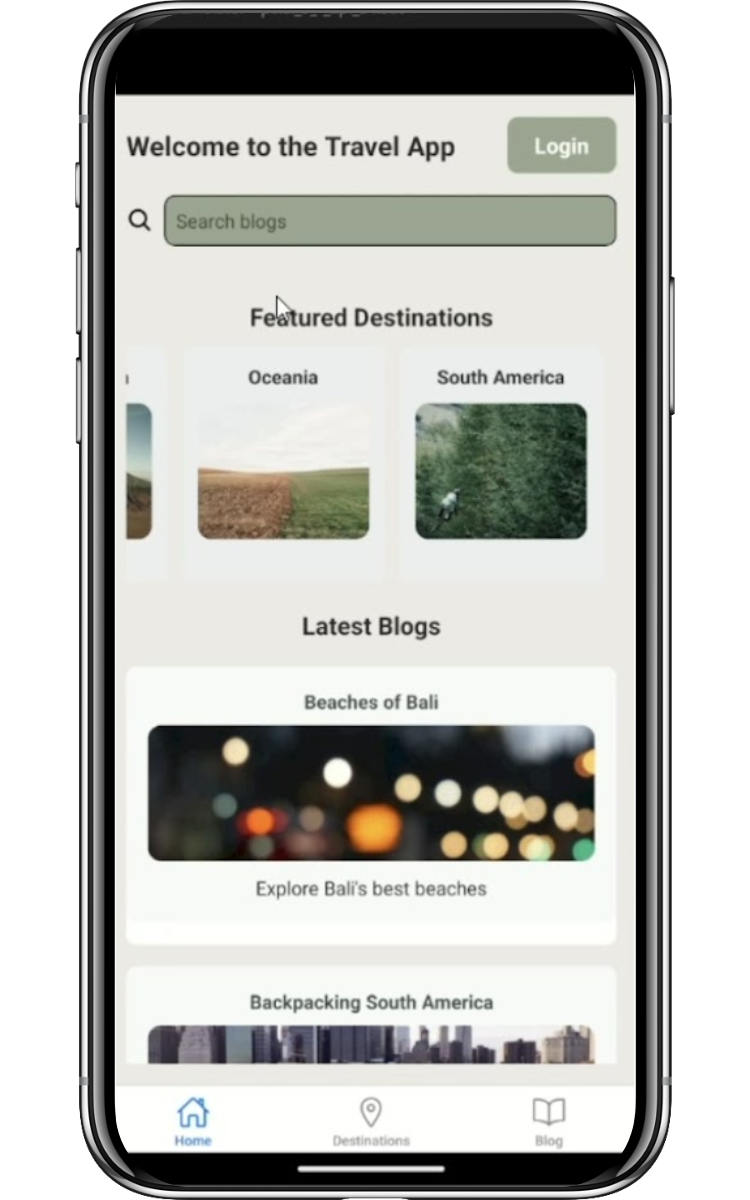 Welcome to the Travel App
Login
Search blogs
Featured Destinations
Oceania
South America
Latest Blogs
Beaches of Bali
Explore Bali's best beaches
Backpacking South America
Home
Destinations
Blog